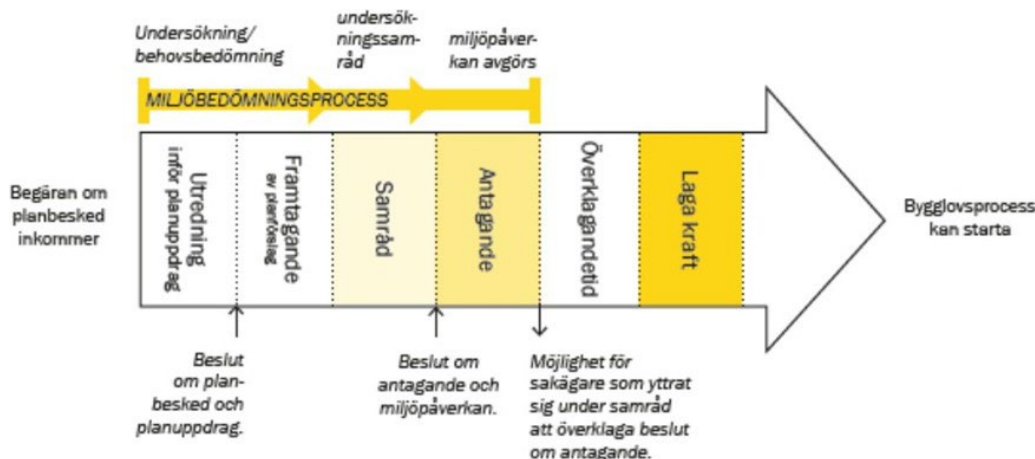 Undersökning/
behovsbedömning
undersök-
ningssam-
råd
miljöpåver-
kan avgörs
MILJÖBEDÖMNINGSPROCESS
Begäran om
planbesked
inkommer
Utredning
inför planuppdrag
Framtagande
av planförslag
Samråd
Antagande
Överklagandetid
Laga kraft
Bygglovsprocess
kan starta
Beslut
om plan-
besked och
planuppdrag.
Beslut om
antagande och
miljöpåverkan.
Möjlighet för
sakägare som yttrat
sig under samråd
att överklaga beslut
om antagande.